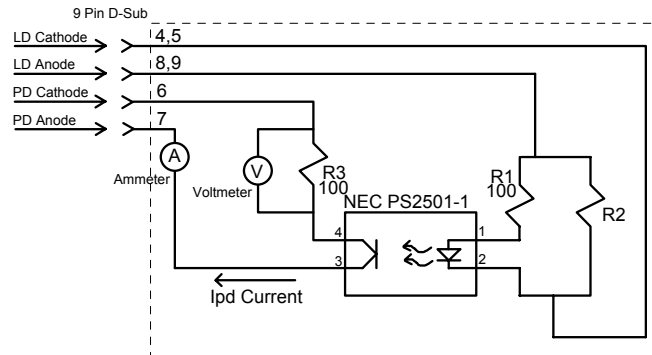 9 Pin D-Sub
LD Cathode 4,5
LD Anode 8,9
PD Cathode 6
PD Anode 7
A
Ammeter
V
Voltmeter
R3
100
R1
100
R2
NEC PS2501-1
4
1
3
2
Ipd Current